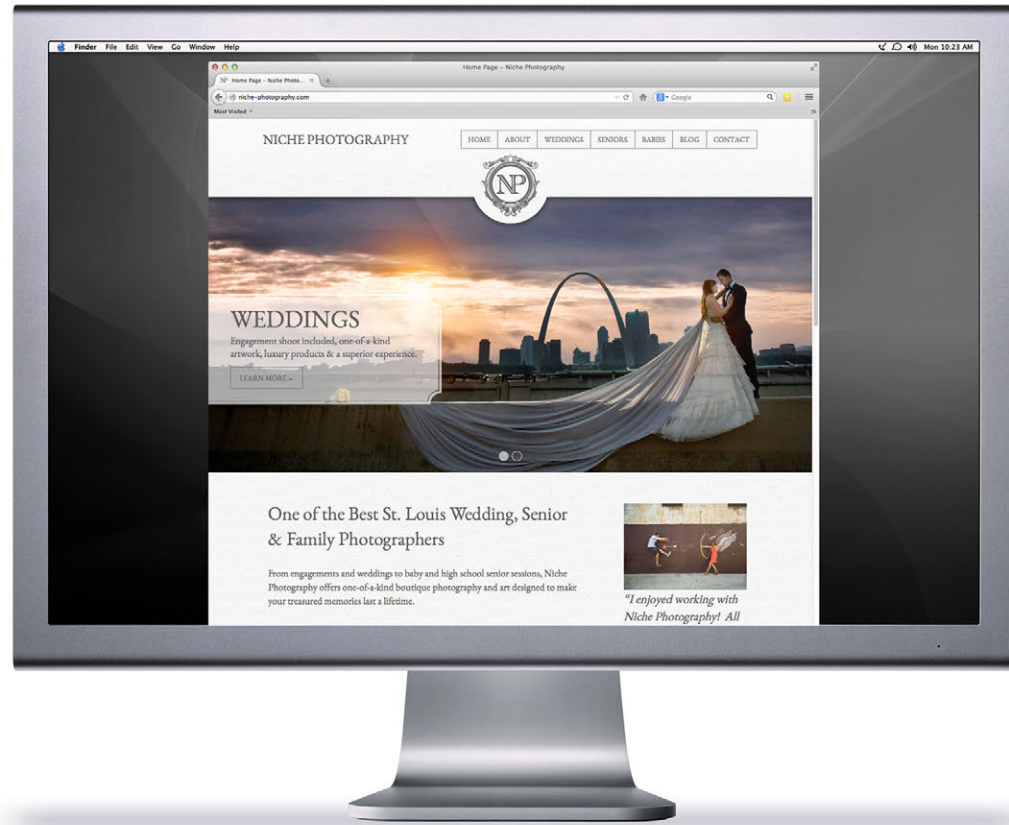 Finder File Edit View Go Window Help
Mon 10:23 AM
Home Page - Niche Photography
NP Home Page - Niche Photo...
niche-photography.com
Google
Most Visited
NICHE PHOTOGRAPHY
HOME ABOUT WEDDINGS SENIORS BABIES BLOG CONTACT
NP
WEDDINGS
Engagement shoot included, one-of-a-kind
artwork, luxury products & a superior experience.
LEARN MORE »
One of the Best St. Louis Wedding, Senior
& Family Photographers
From engagements and weddings to baby and high school senior sessions, Niche
Photography offers one-of-a-kind boutique photography and art designed to make
your treasured memories last a lifetime.
“I enjoyed working with
Niche Photography! All